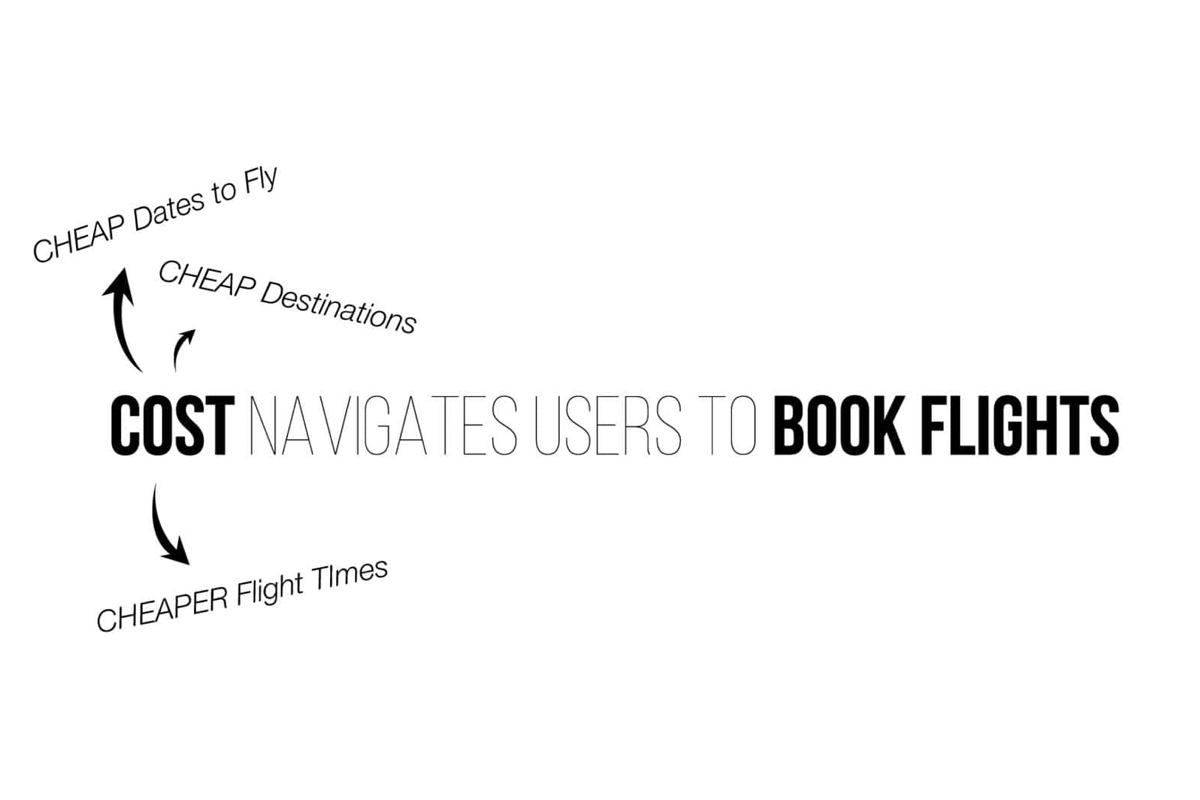 CHEAP Dates to Fly
CHEAP Destinations
COST NAVIGATES USERS TO BOOK FLIGHTS
CHEAPER Flight TImes